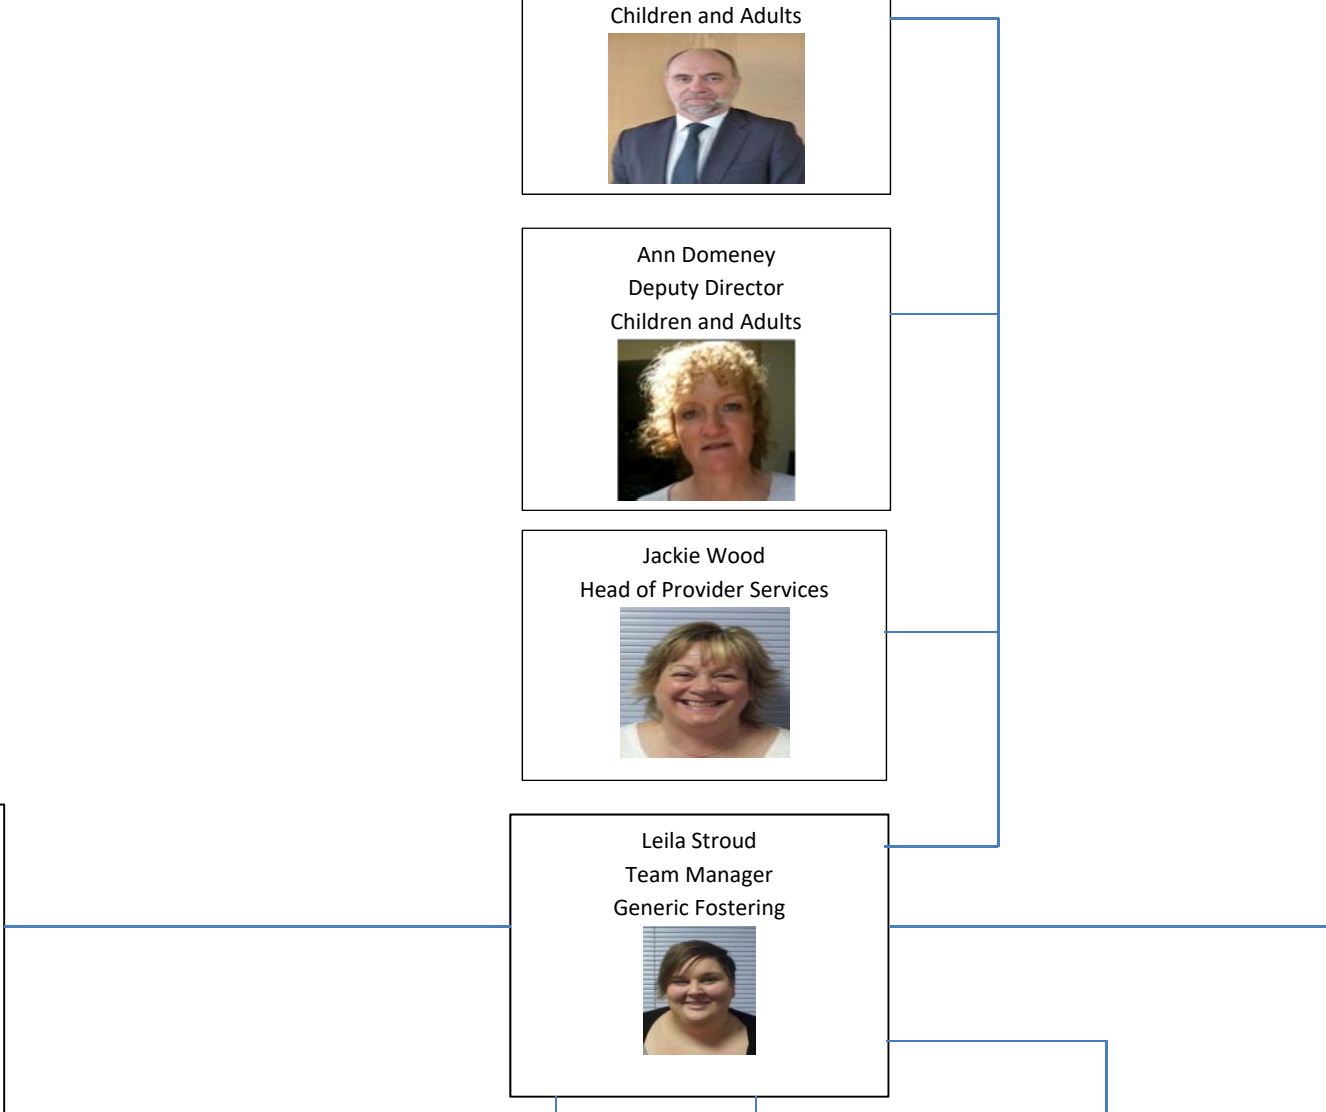 Children and Adults
Ann Domeney
Deputy Director
Children and Adults
Jackie Wood
Head of Provider Services
Leila Stroud
Team Manager
Generic Fostering